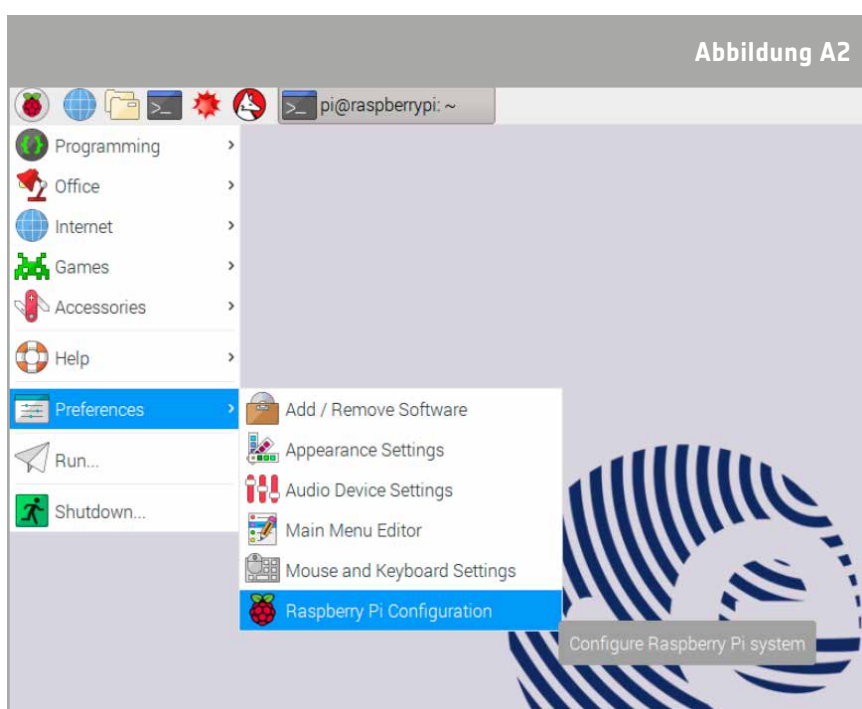 Abbildung A2
pi@raspberrypi: ~
Programming
Office
Internet
Games
Accessories
Help
Preferences
Run...
Shutdown...
Add / Remove Software
Appearance Settings
Audio Device Settings
Main Menu Editor
Mouse and Keyboard Settings
Raspberry Pi Configuration
Configure Raspberry Pi system